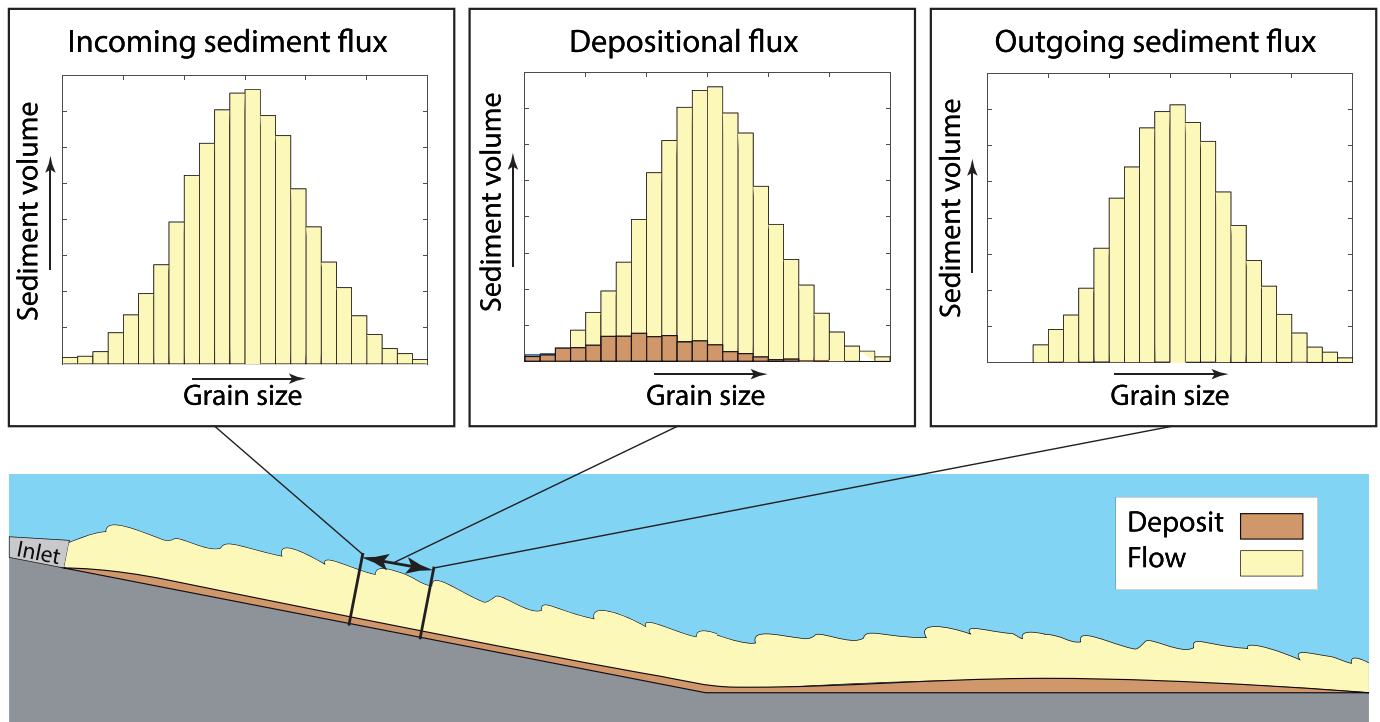 Incoming sediment flux
Sediment volume
Grain size
Depositional flux
Sediment volume
Grain size
Outgoing sediment flux
Sediment volume
Grain size
Inlet
Deposit
Flow